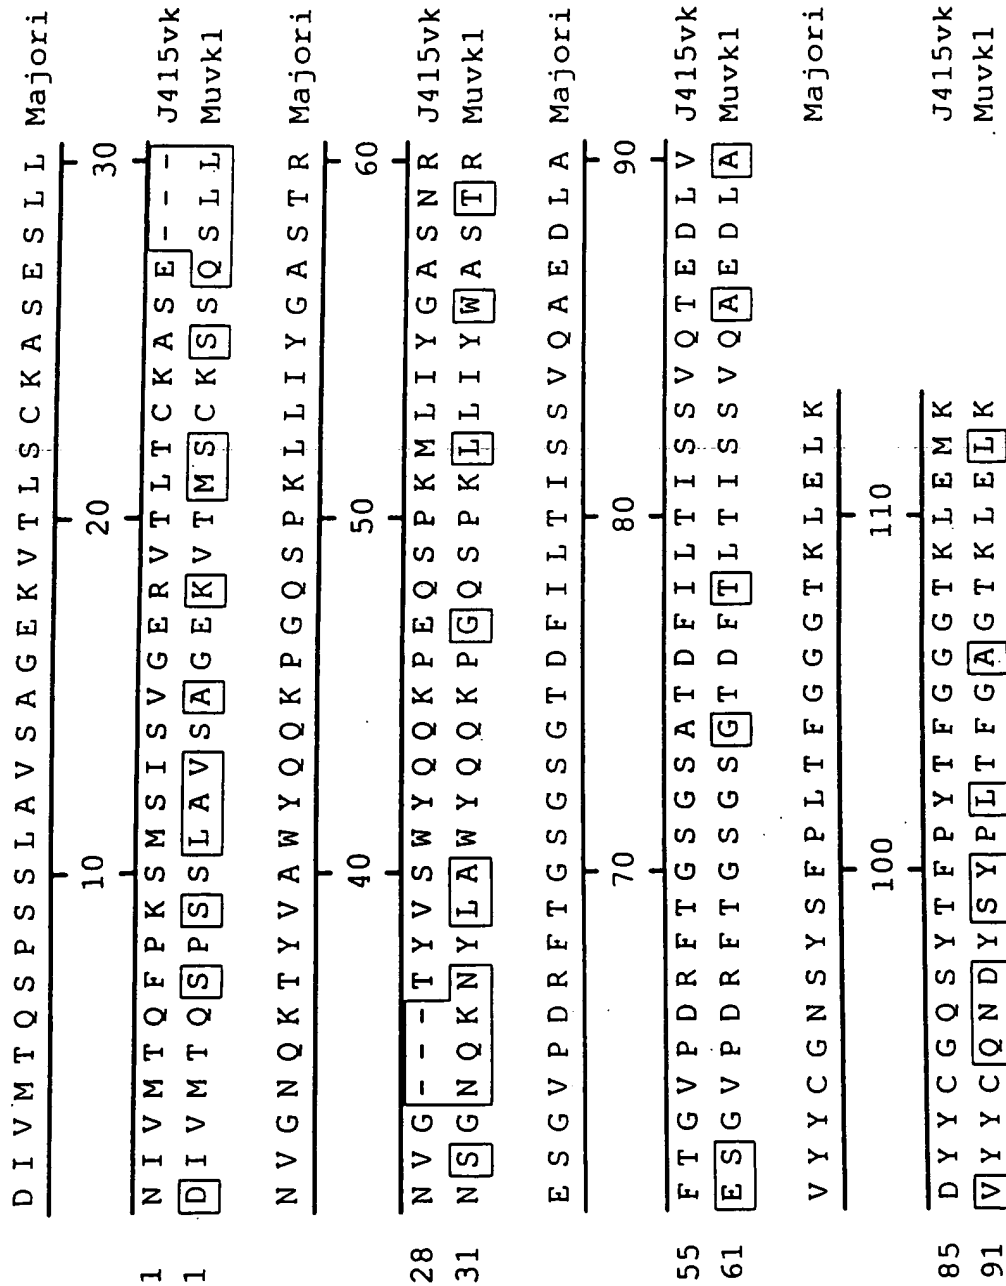 D I V M T Q S P S S L A V S A G E K V T L S C K A S E S L L Majori
10 20 30
1 N I V M T Q F P K S M S I S V G E R V T L T C K A S E - - - J415vk
1 D I V M T Q S P S S L A V S A G E K V T M S C K S S Q S L L Muvk1
N V G N Q K T Y V A W Y Q Q K P G Q S P K L L I Y G A S T R Majori
40 50 60
28 N V G - - - T Y V S W Y Q Q K P E Q S P K M L I Y G A S N R J415vk
31 N S G N Q K N Y L A W Y Q Q K P G Q S P K L L I Y W A S T R Muvk1
E S G V P D R F T G S G S G T D F I L T I S S V Q A E D L A Majori
70 80 90
55 F T G V P D R F T G S G S A T D F I L T I S S V Q T E D L V J415vk
61 E S G V P D R F T G S G S G T D F T L T I S S V Q A E D L A Muvk1
V Y Y C G N S Y S F P L T F G G G T K L E L K Majori
100 110
85 D Y Y C G Q S Y T F P Y T F G G G T K L E M K J415vk
91 V Y Y C Q N D Y S Y P L T F G A G T K L E L K Muvk1